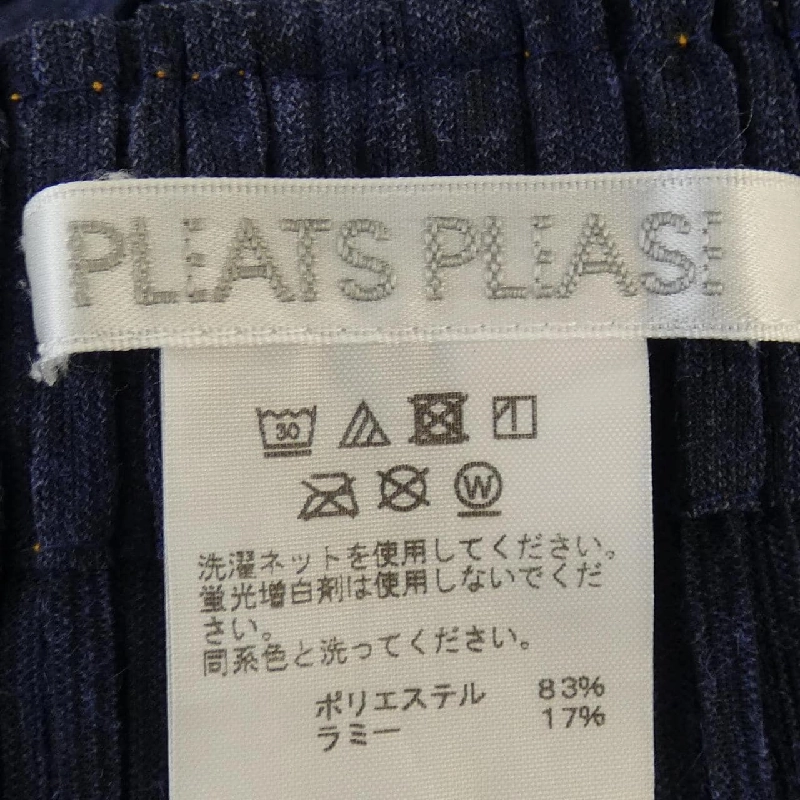 PLEATS PLEASE
30
W
洗濯ネットを使用してください。
蛍光増白剤は使用しないでくだ
さい。
同系色と洗ってください。
ポリエステル 83%
ラミー 17%